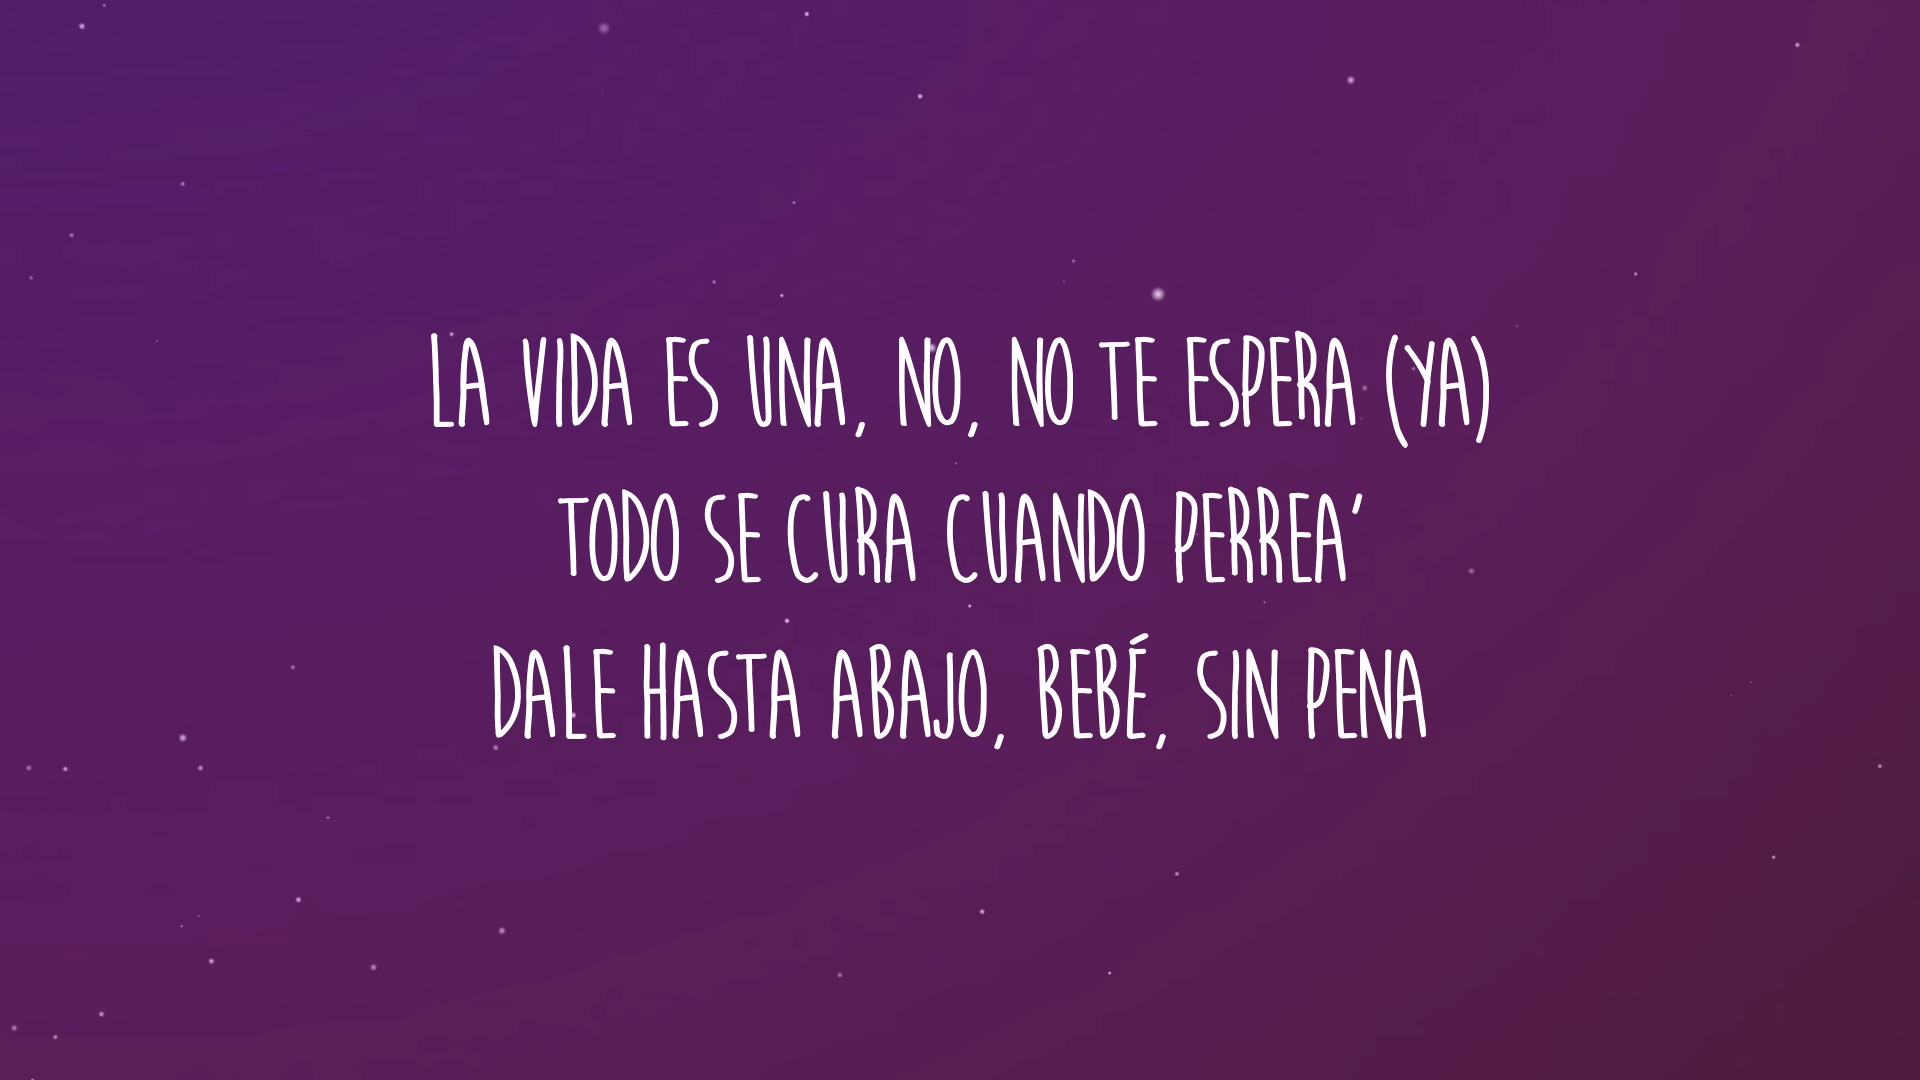 LA VIDA ES UNA, NO, NO TE ESPERA (YA)
TODO SE CURA CUANDO PERREA'
DALE HASTA ABAJO, BEBÉ, SIN PENA